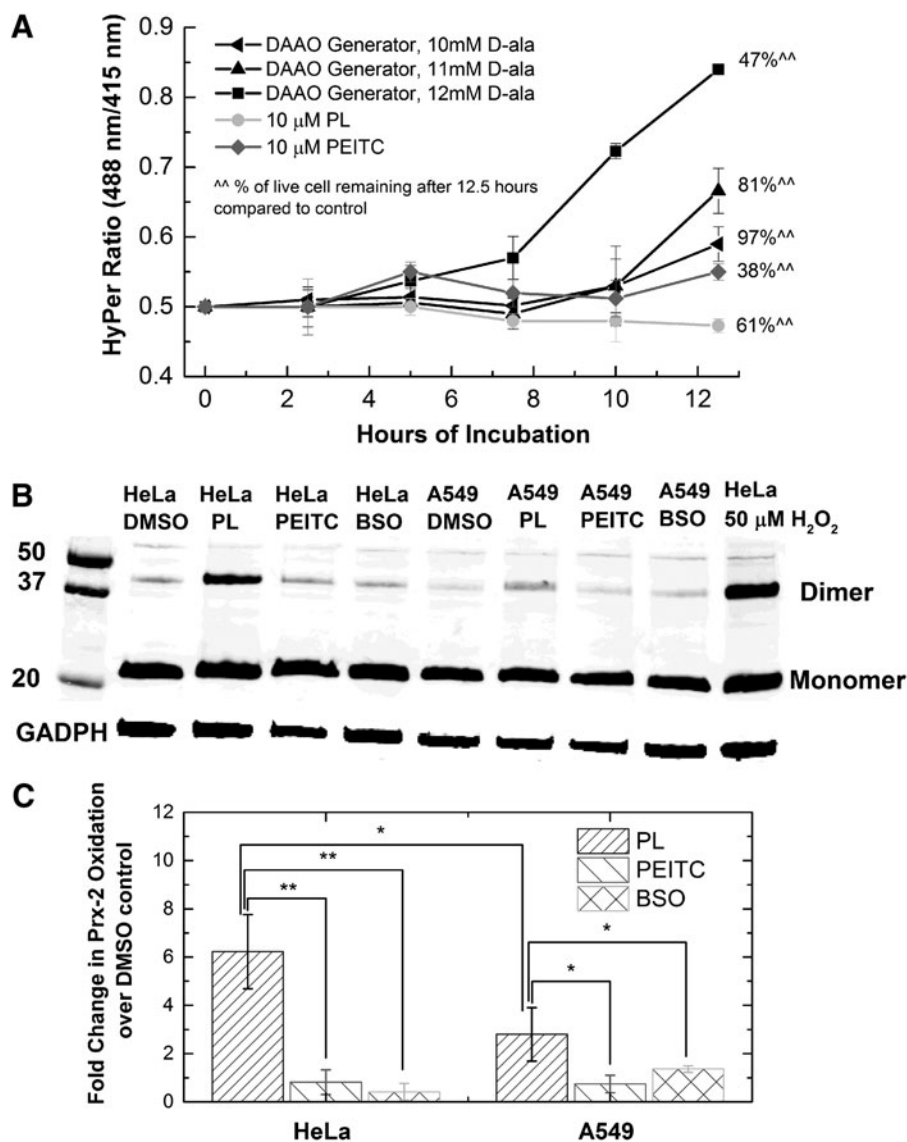 A
HyPer Ratio (488 nm/415 nm)
0.9
0.8
0.7
0.6
0.5
0.4
DAAO Generator, 10mM D-ala
DAAO Generator, 11mM D-ala
DAAO Generator, 12mM D-ala
10 μM PL
10 μM PEITC
^^ % of live cell remaining after 12.5 hours
compared to control
47%^^
81%^^
97%^^
38%^^
61%^^
0 2 4 6 8 10 12
Hours of Incubation
B
HeLa DMSO
HeLa PL
HeLa PEITC
HeLa BSO
A549 DMSO
A549 PL
A549 PEITC
A549 BSO
HeLa 50 μM H₂O₂
50
37
20
Dimer
Monomer
GADPH
C
Fold Change in Prx-2 Oxidation
over DMSO control
12
10
8
6
4
2
0
*
**
**
*
*
PL
PEITC
BSO
HeLa A549